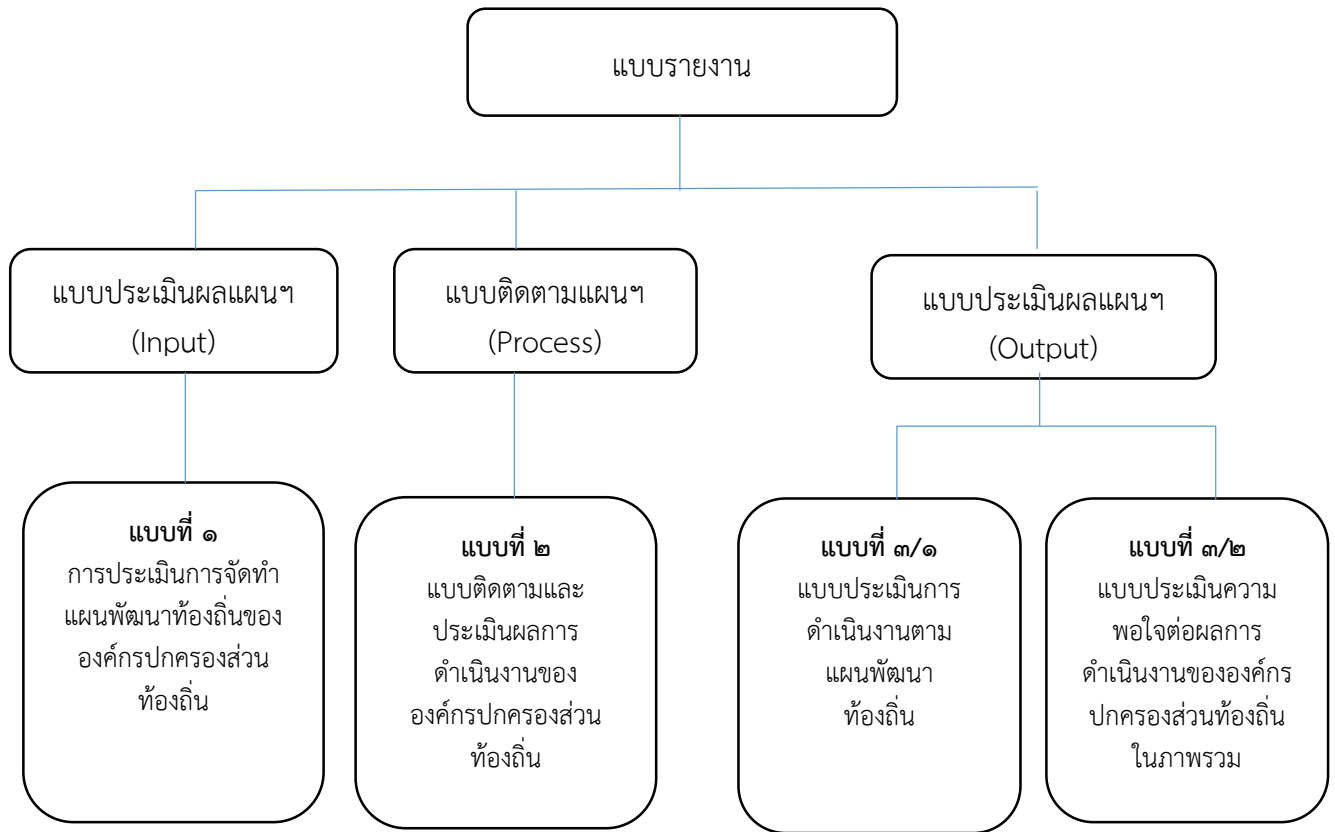 แบบรายงาน
แบบประเมินผลแผนฯ
(Input)
แบบติดตามแผนฯ
(Process)
แบบประเมินผลแผนฯ
(Output)
แบบที่ ๑
การประเมินการจัดทำ
แผนพัฒนาท้องถิ่นของ
องค์กรปกครองส่วน
ท้องถิ่น
แบบที่ ๒
แบบติดตามและ
ประเมินผลการ
ดำเนินงานของ
องค์กรปกครองส่วน
ท้องถิ่น
แบบที่ ๓/๑
แบบประเมินการ
ดำเนินงานตาม
แผนพัฒนา
ท้องถิ่น
แบบที่ ๓/๒
แบบประเมินความ
พอใจต่อผลการ
ดำเนินงานขององค์กร
ปกครองส่วนท้องถิ่น
ในภาพรวม